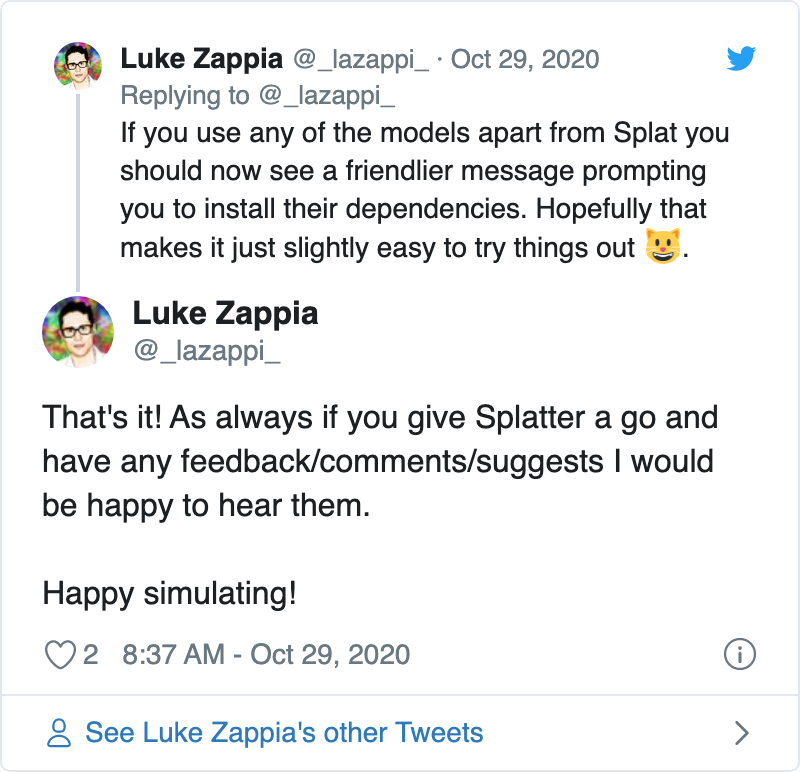 Luke Zappia @_lazappi_ · Oct 29, 2020
Replying to @_lazappi_
If you use any of the models apart from Splat you
should now see a friendlier message prompting
you to install their dependencies. Hopefully that
makes it just slightly easy to try things out 😺.
Luke Zappia
@_lazappi_
That's it! As always if you give Splatter a go and
have any feedback/comments/suggests I would
be happy to hear them.
Happy simulating!
2 8:37 AM - Oct 29, 2020
See Luke Zappia's other Tweets